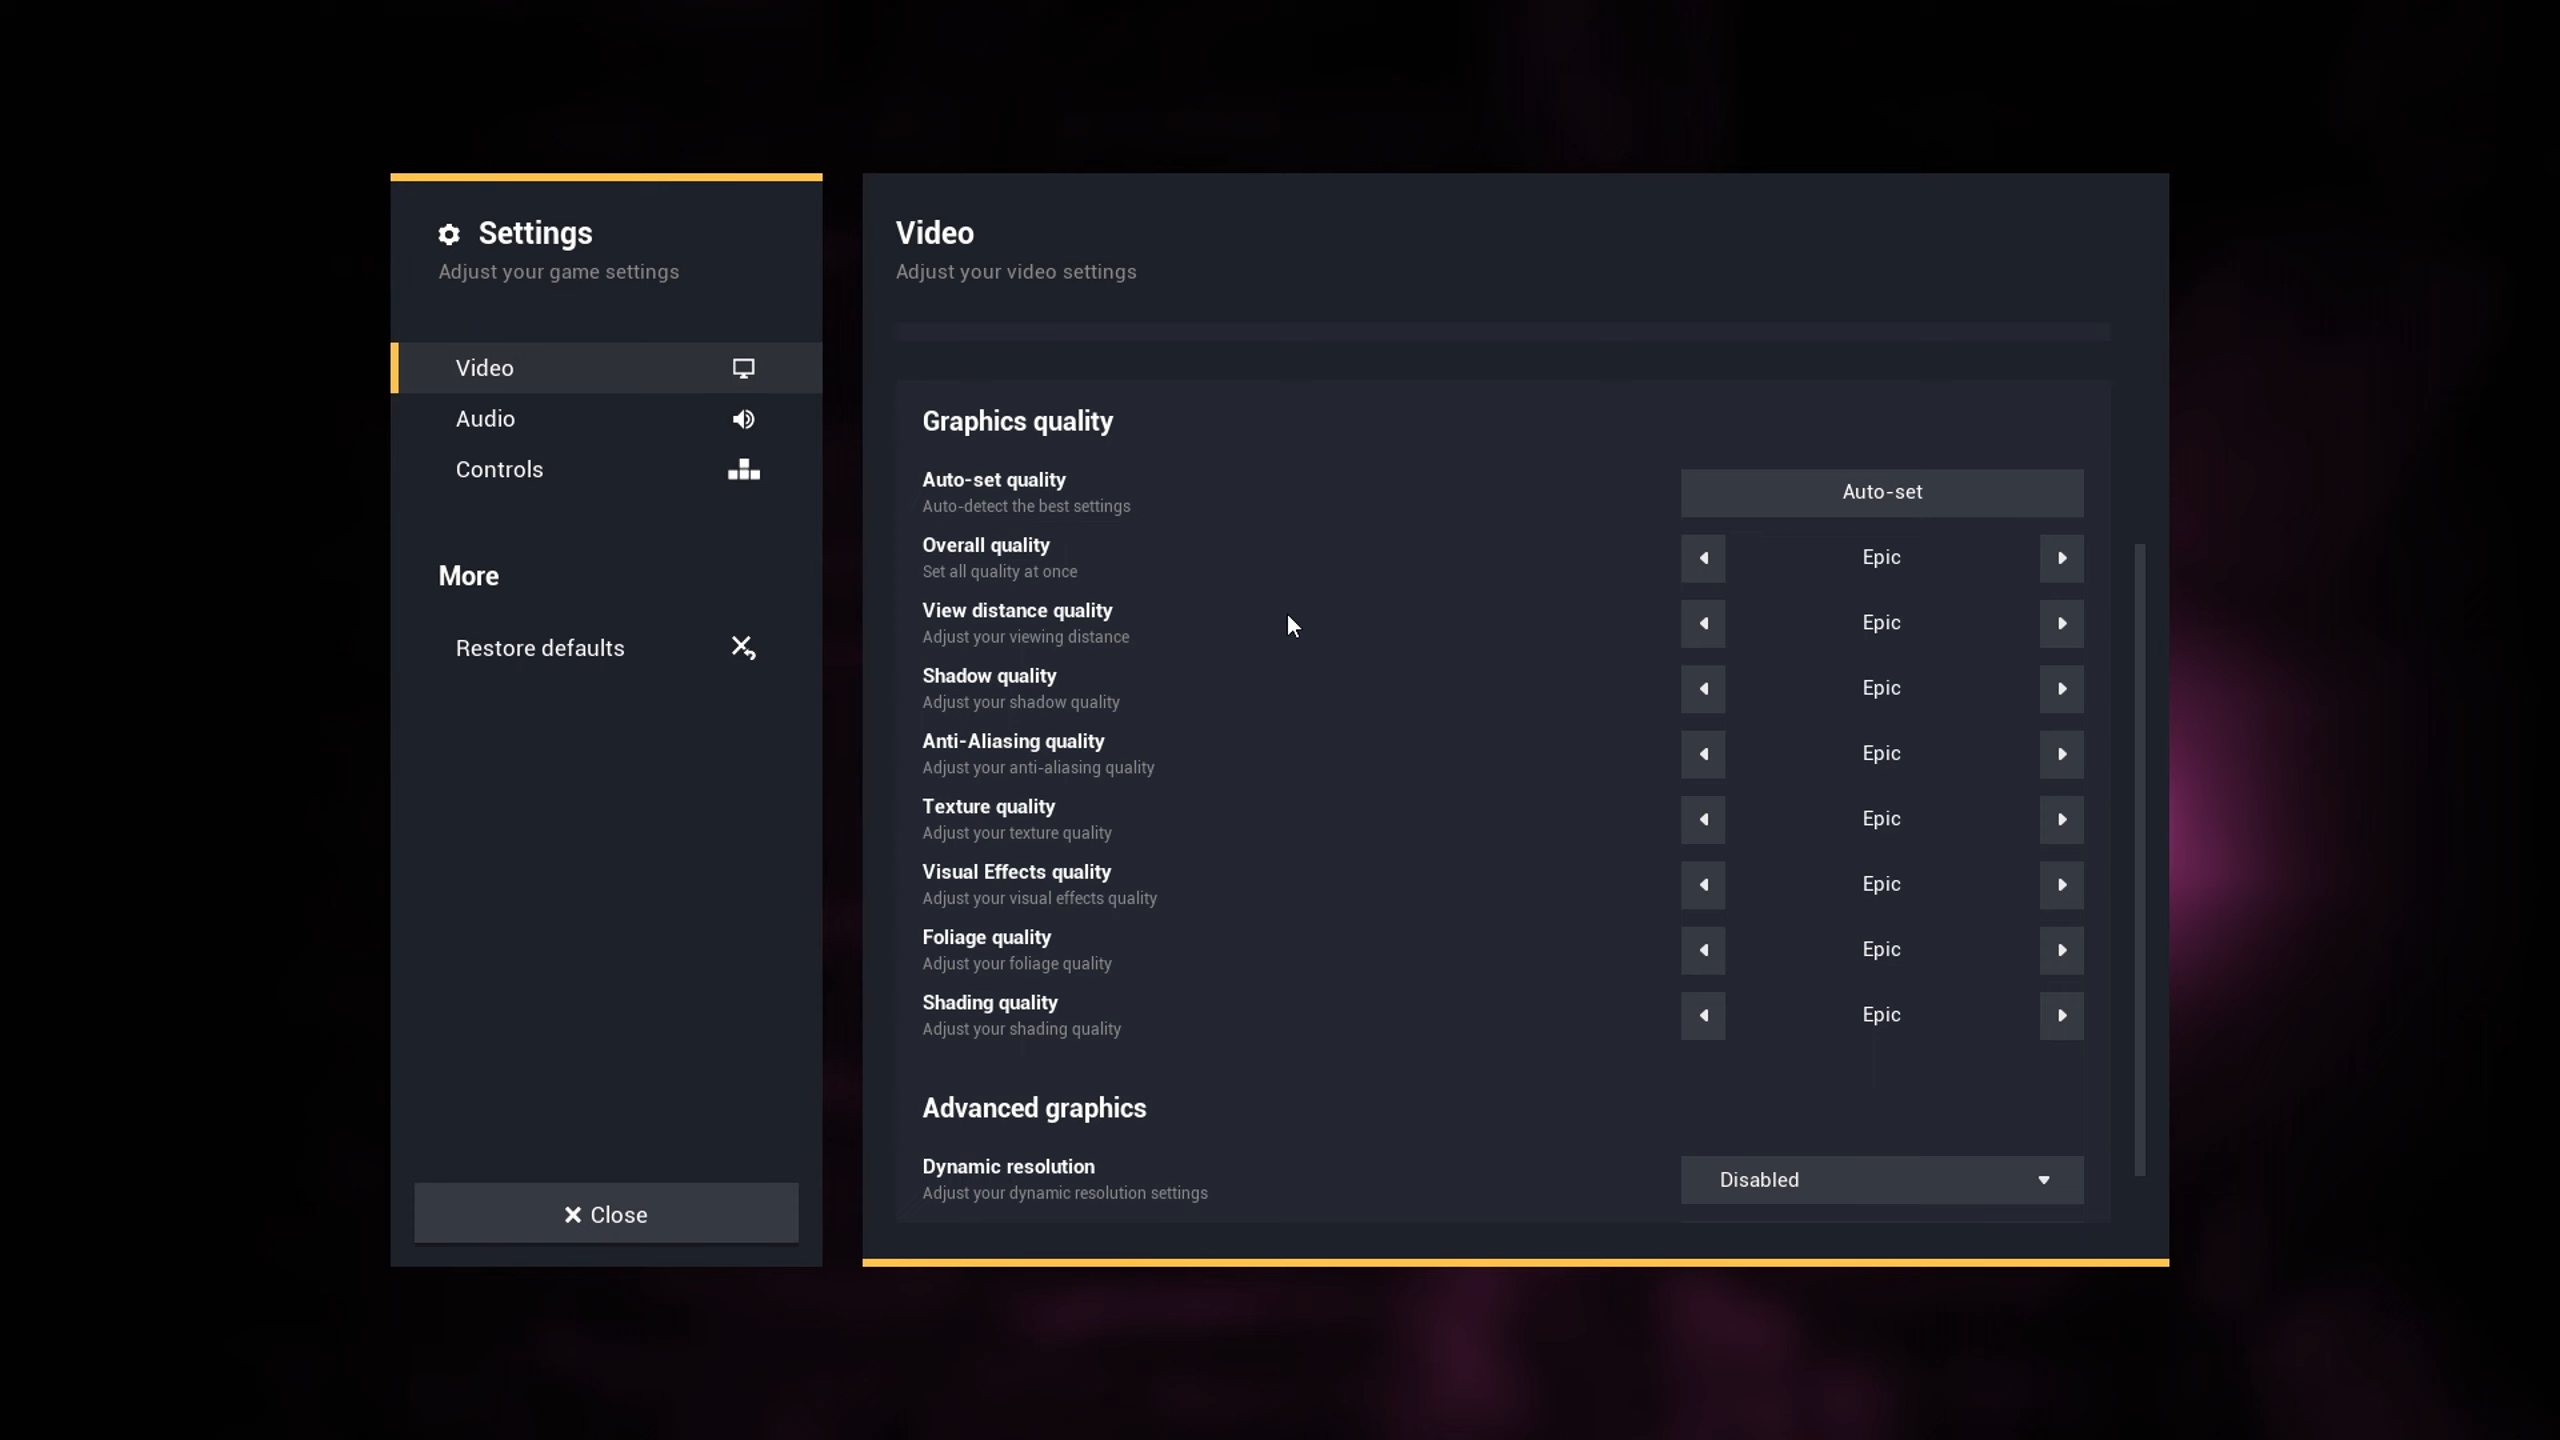 Settings
Adjust your game settings
Video
Audio
Controls
More
Restore defaults
Close
Video
Adjust your video settings
Graphics quality
Auto-set quality
Auto-detect the best settings
Auto-set
Overall quality
Set all quality at once
Epic
View distance quality
Adjust your viewing distance
Epic
Shadow quality
Adjust your shadow quality
Epic
Anti-Aliasing quality
Adjust your anti-aliasing quality
Epic
Texture quality
Adjust your texture quality
Epic
Visual Effects quality
Adjust your visual effects quality
Epic
Foliage quality
Adjust your foliage quality
Epic
Shading quality
Adjust your shading quality
Epic
Advanced graphics
Dynamic resolution
Adjust your dynamic resolution settings
Disabled